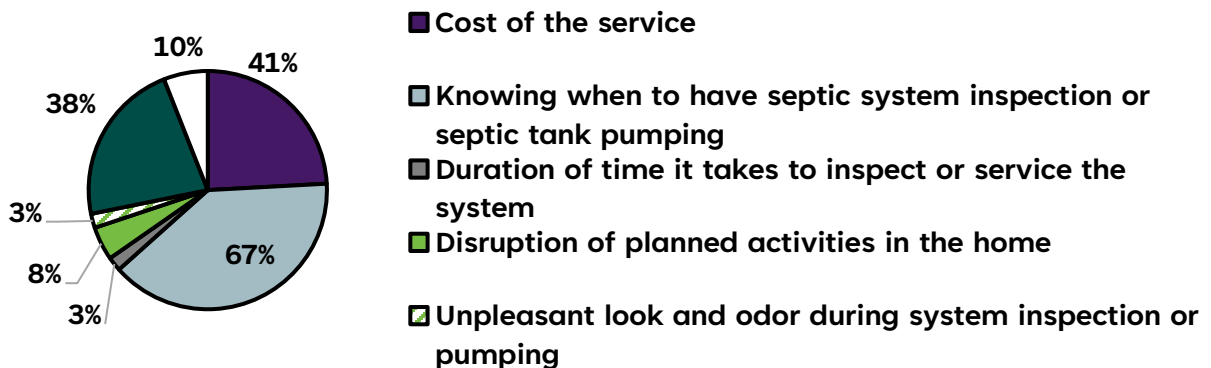 10%
41%
38%
3%
8%
3%
67%
Cost of the service
Knowing when to have septic system inspection or
septic tank pumping
Duration of time it takes to inspect or service the
system
Disruption of planned activities in the home
Unpleasant look and odor during system inspection or
pumping